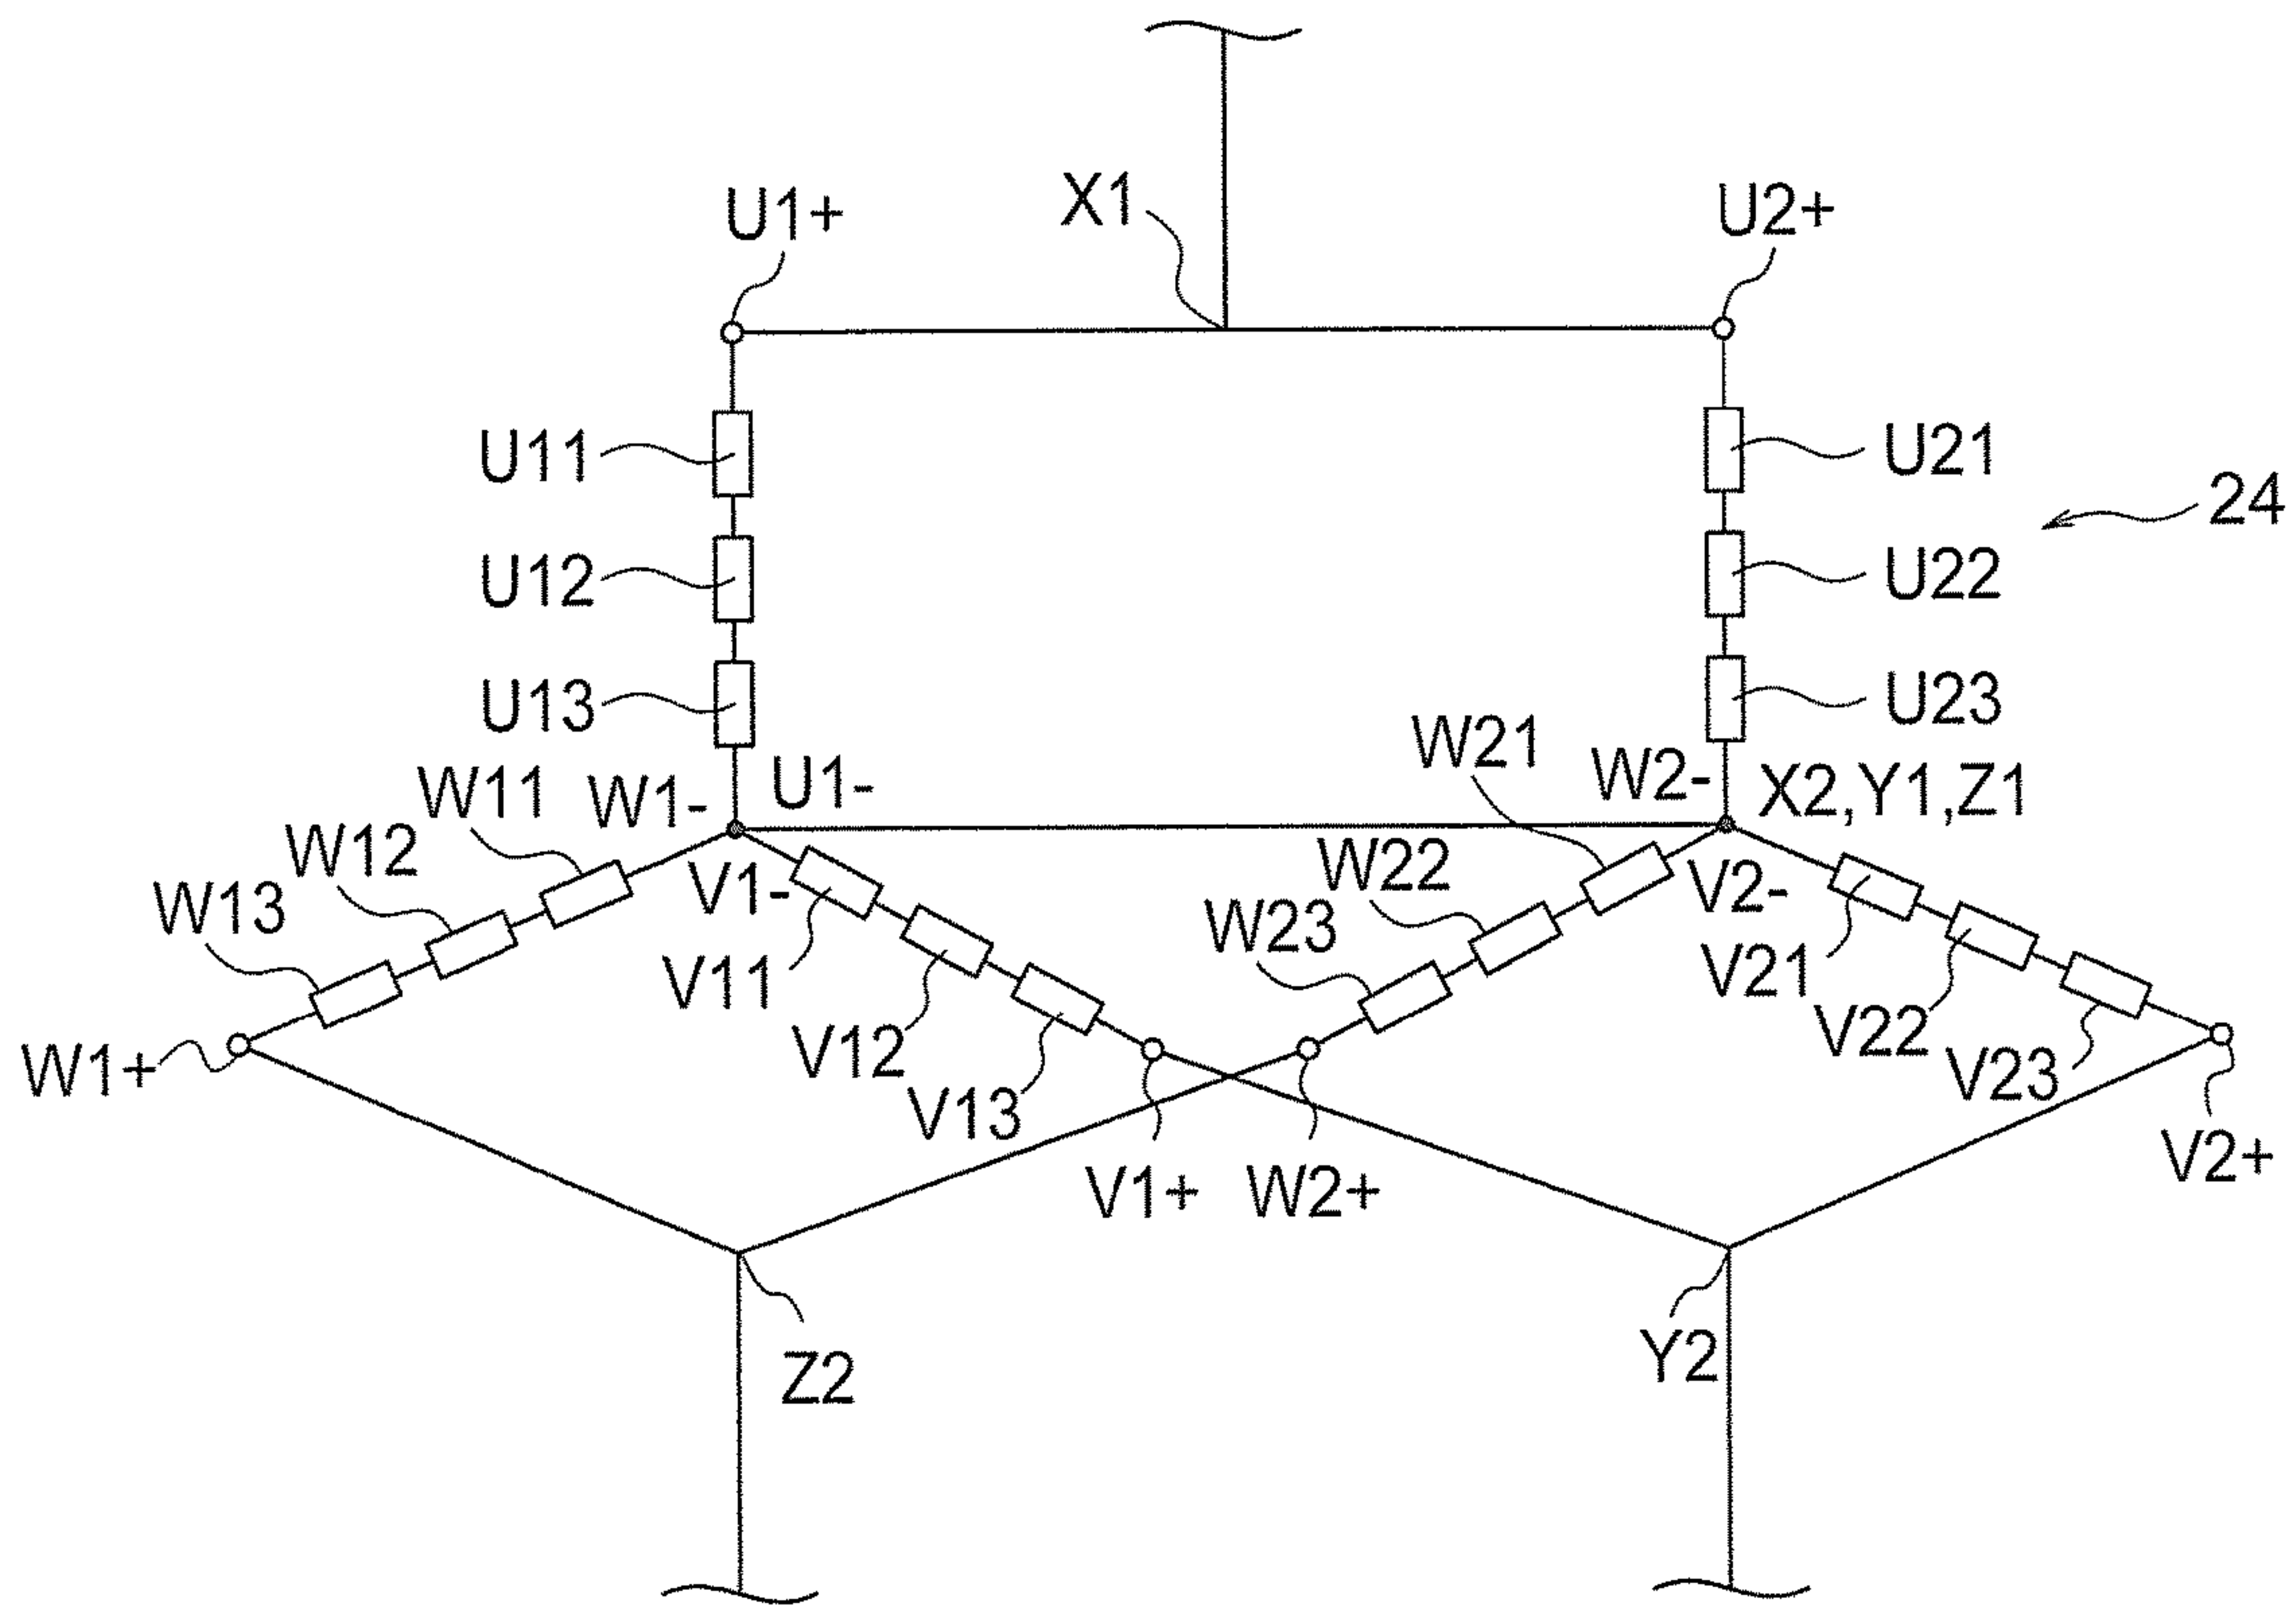 X1
U1+
U2+
U11
U21
24
U12
U22
U13
U23
W21
W2-
W11
W1-
U1-
X2,Y1,Z1
W12
W22
V1-
V2-
W13
W23
V11
V21
V12
V22
W1+
V13
V23
V1+
W2+
V2+
Z2
Y2